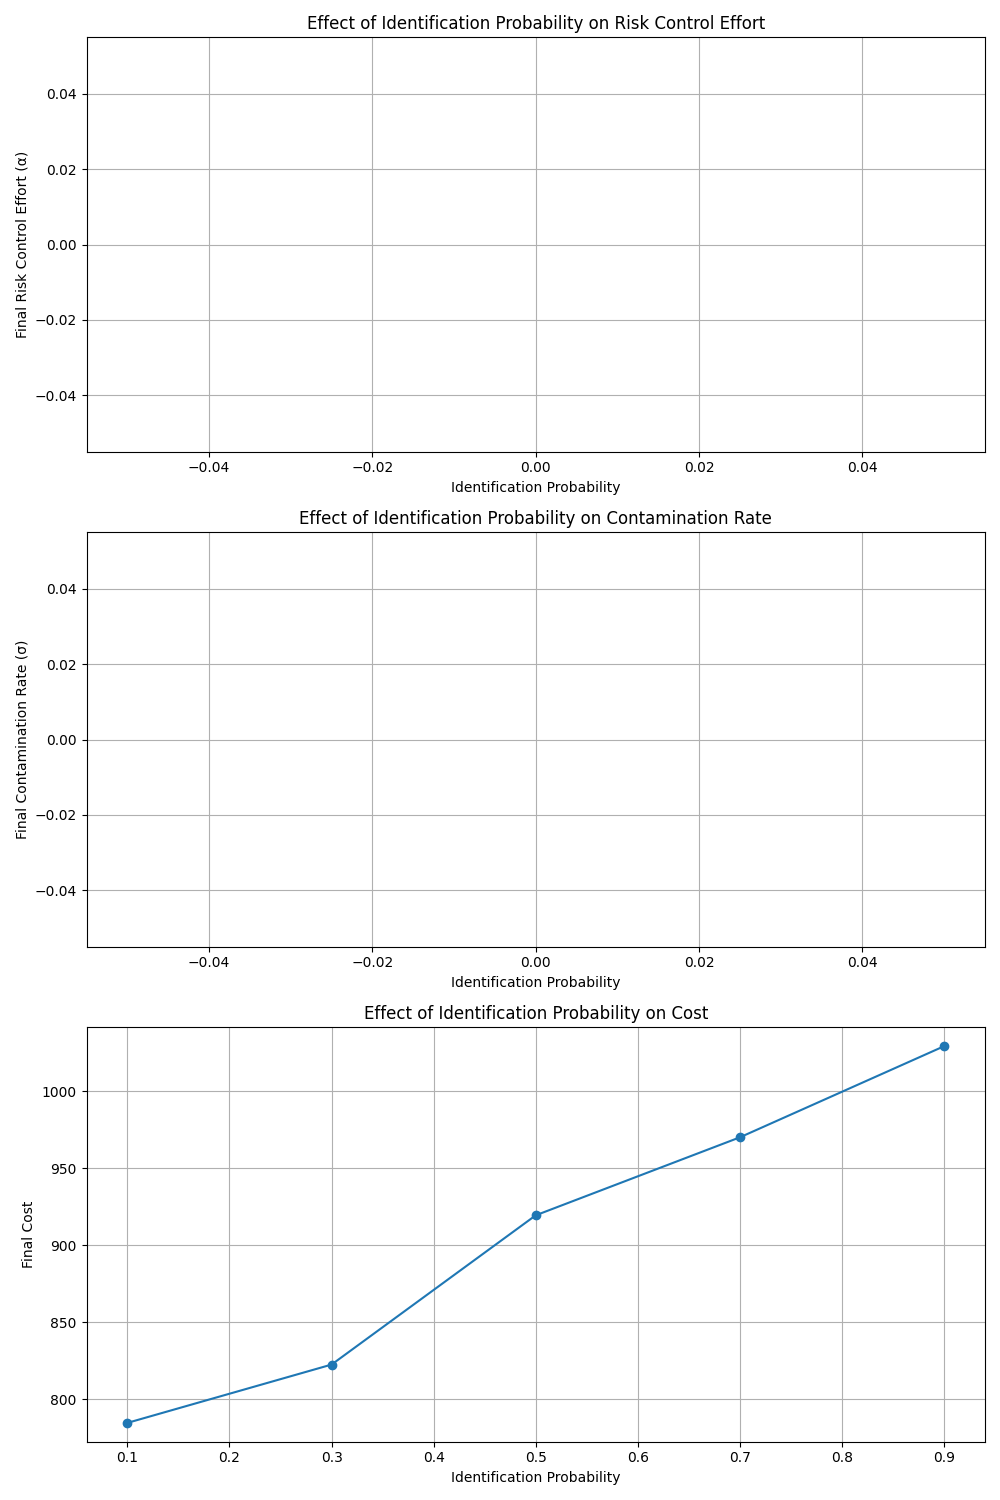 Effect of Identification Probability on Risk Control Effort
Final Risk Control Effort (α)
0.04
0.02
0.00
−0.02
−0.04
−0.04 −0.02 0.00 0.02 0.04
Identification Probability
Effect of Identification Probability on Contamination Rate
Final Contamination Rate (σ)
0.04
0.02
0.00
−0.02
−0.04
−0.04 −0.02 0.00 0.02 0.04
Identification Probability
Effect of Identification Probability on Cost
Final Cost
1000
950
900
850
800
0.1 0.2 0.3 0.4 0.5 0.6 0.7 0.8 0.9
Identification Probability